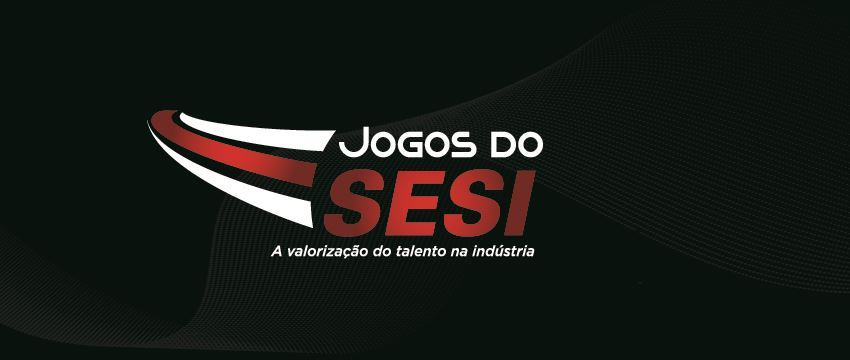 JOGOS DO
SESI
A valorização do talento na indústria